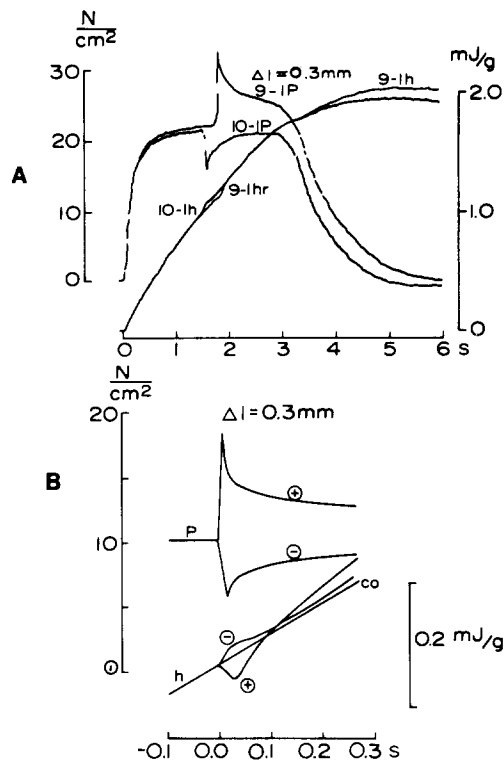 N
cm2
mJ/g
30
20
10
0
A
Δ l = 0.3mm
9-1P
10-1P
9-1h
10-1h
9-1hr
2.0
1.0
0
0 1 2 3 4 5 6 s
N
cm2
Δ l = 0.3mm
20
10
0
B
P
+
−
−
+
h
co
0.2 mJ/g
-0.1 0.0 0.1 0.2 0.3 s